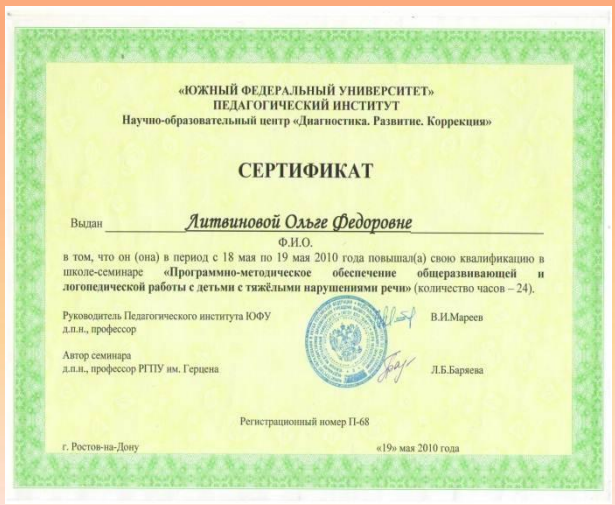 «ЮЖНЫЙ ФЕДЕРАЛЬНЫЙ УНИВЕРСИТЕТ»
ПЕДАГОГИЧЕСКИЙ ИНСТИТУТ
Научно-образовательный центр «Диагностика. Развитие. Коррекция»
СЕРТИФИКАТ
Выдан Литвиновой Ольге Федоровне
Ф.И.О.
в том, что он (она) в период с 18 мая по 19 мая 2010 года повышал(а) свою квалификацию в
школе-семинаре «Программно-методическое обеспечение общеразвивающей и
логопедической работы с детьми с тяжёлыми нарушениями речи» (количество часов – 24).
Руководитель Педагогического института ЮФУ
д.п.н., профессор В.И.Мареев
Автор семинара
д.п.н., профессор РГПУ им. Герцена Л.Б.Баряева
Регистрационный номер П-68
г. Ростов-на-Дону «19» мая 2010 года